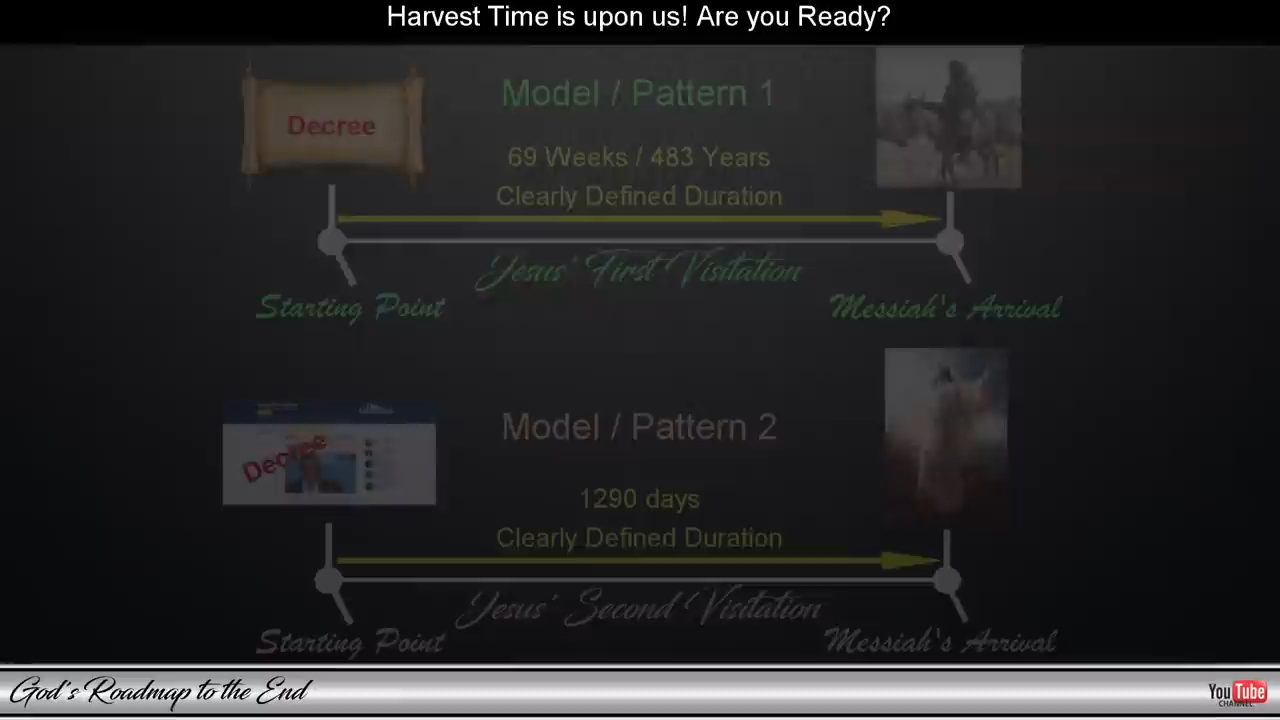 Harvest Time is upon us! Are you Ready?
Decree
Model / Pattern 1
69 Weeks / 483 Years
Clearly Defined Duration
Jesus' First Visitation
Starting Point
Messiah's Arrival
Decree
Model / Pattern 2
1290 days
Clearly Defined Duration
Jesus' Second Visitation
Starting Point
Messiah's Arrival
God's Roadmap to the End
YouTube
CHANNEL